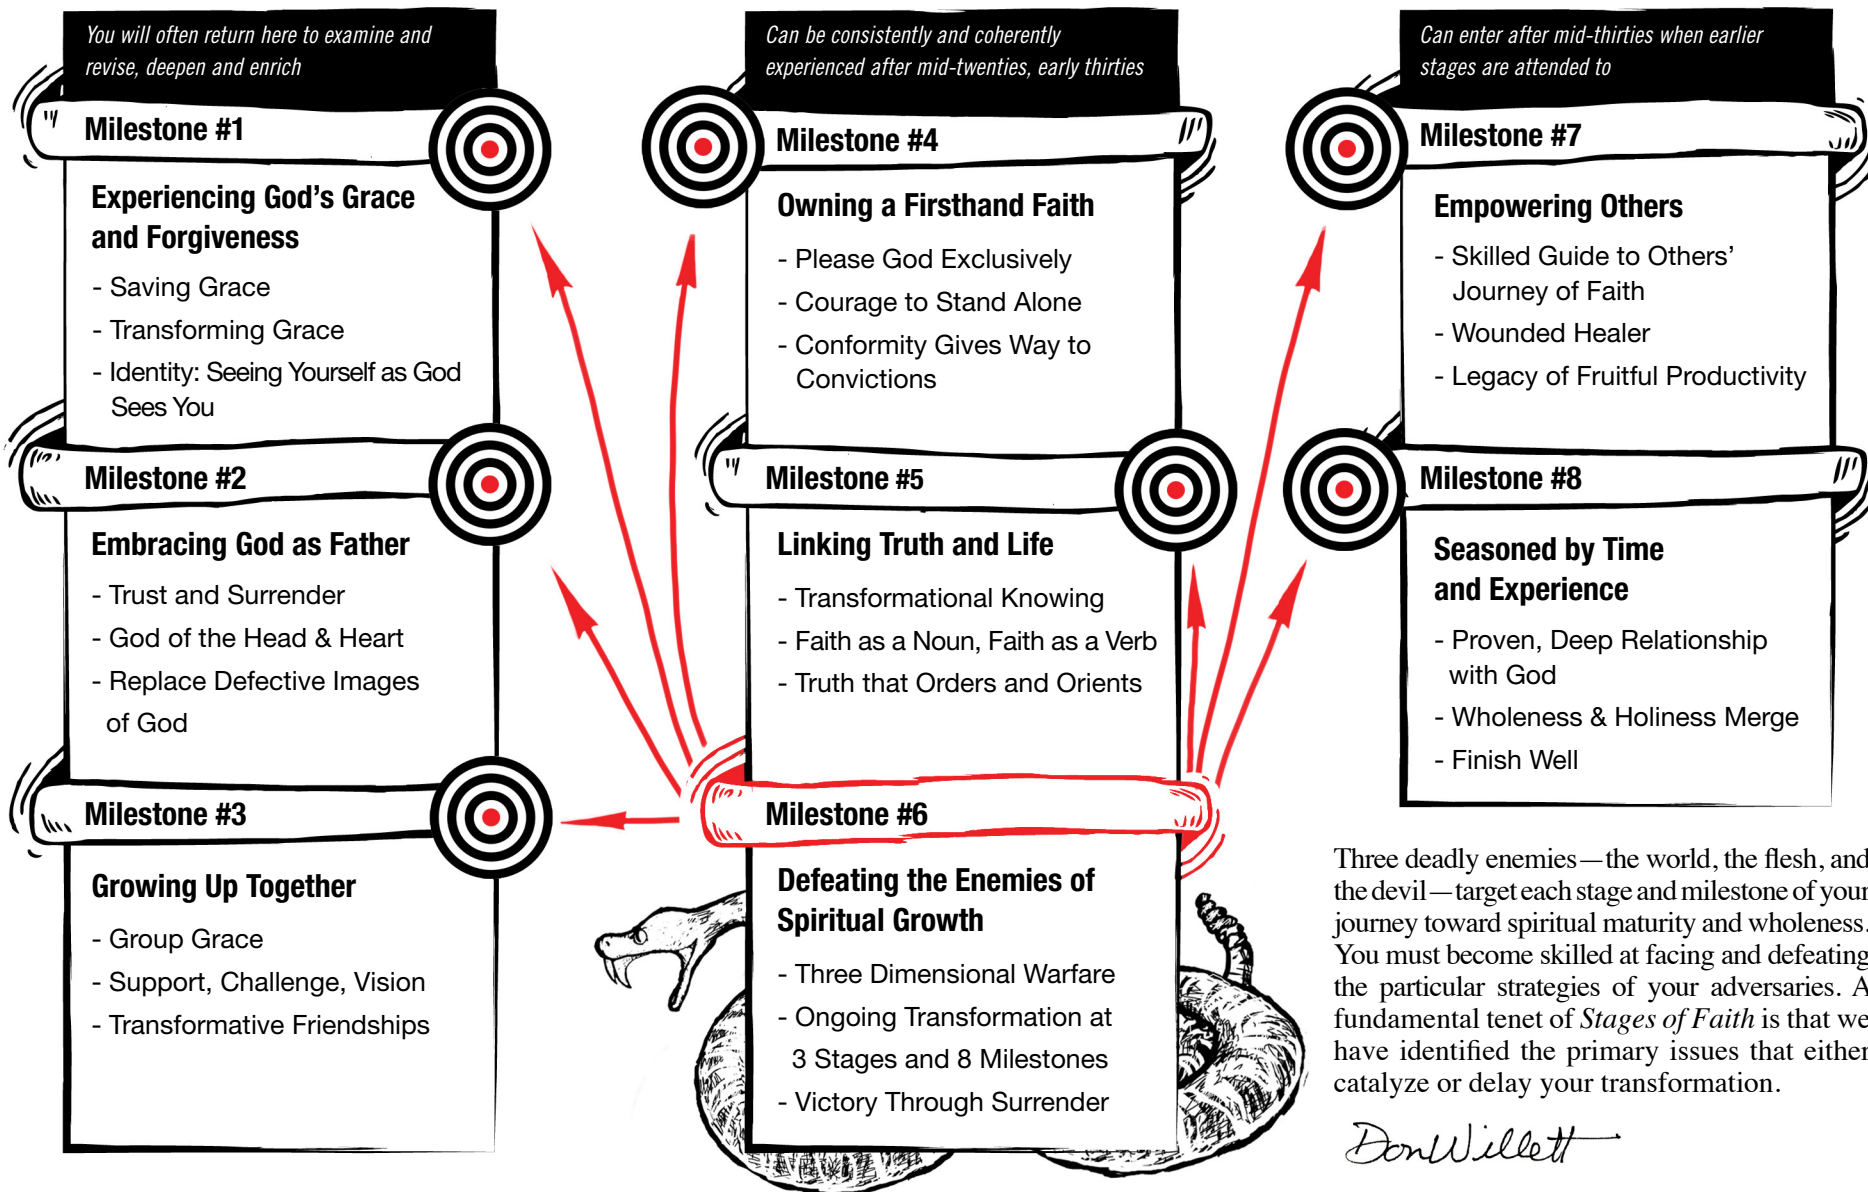 You will often return here to examine and
revise, deepen and enrich
Milestone #1
Experiencing God's Grace
and Forgiveness
- Saving Grace
- Transforming Grace
- Identity: Seeing Yourself as God
Sees You
Milestone #2
Embracing God as Father
- Trust and Surrender
- God of the Head & Heart
- Replace Defective Images
of God
Milestone #3
Growing Up Together
- Group Grace
- Support, Challenge, Vision
- Transformative Friendships
Can be consistently and coherently
experienced after mid-twenties, early thirties
Milestone #4
Owning a Firsthand Faith
- Please God Exclusively
- Courage to Stand Alone
- Conformity Gives Way to
Convictions
Milestone #5
Linking Truth and Life
- Transformational Knowing
- Faith as a Noun, Faith as a Verb
- Truth that Orders and Orients
Milestone #6
Defeating the Enemies of
Spiritual Growth
- Three Dimensional Warfare
- Ongoing Transformation at
3 Stages and 8 Milestones
- Victory Through Surrender
Can enter after mid-thirties when earlier
stages are attended to
Milestone #7
Empowering Others
- Skilled Guide to Others'
Journey of Faith
- Wounded Healer
- Legacy of Fruitful Productivity
Milestone #8
Seasoned by Time
and Experience
- Proven, Deep Relationship
with God
- Wholeness & Holiness Merge
- Finish Well
Three deadly enemies—the world, the flesh, and
the devil—target each stage and milestone of your
journey toward spiritual maturity and wholeness.
You must become skilled at facing and defeating
the particular strategies of your adversaries. A
fundamental tenet of Stages of Faith is that we
have identified the primary issues that either
catalyze or delay your transformation.
Don Willett